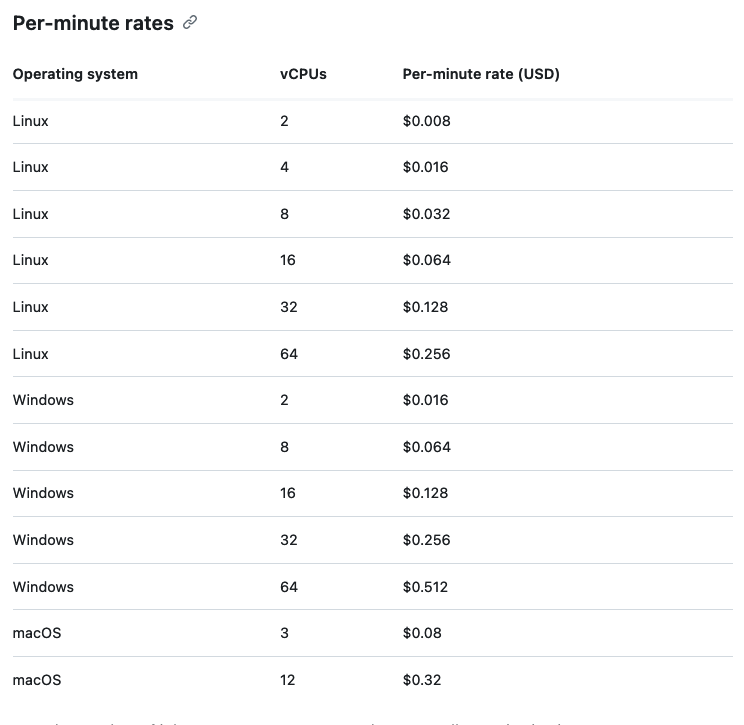 Per-minute rates
Operating system vCPUs Per-minute rate (USD)
Linux 2 $0.008
Linux 4 $0.016
Linux 8 $0.032
Linux 16 $0.064
Linux 32 $0.128
Linux 64 $0.256
Windows 2 $0.016
Windows 8 $0.064
Windows 16 $0.128
Windows 32 $0.256
Windows 64 $0.512
macOS 3 $0.08
macOS 12 $0.32